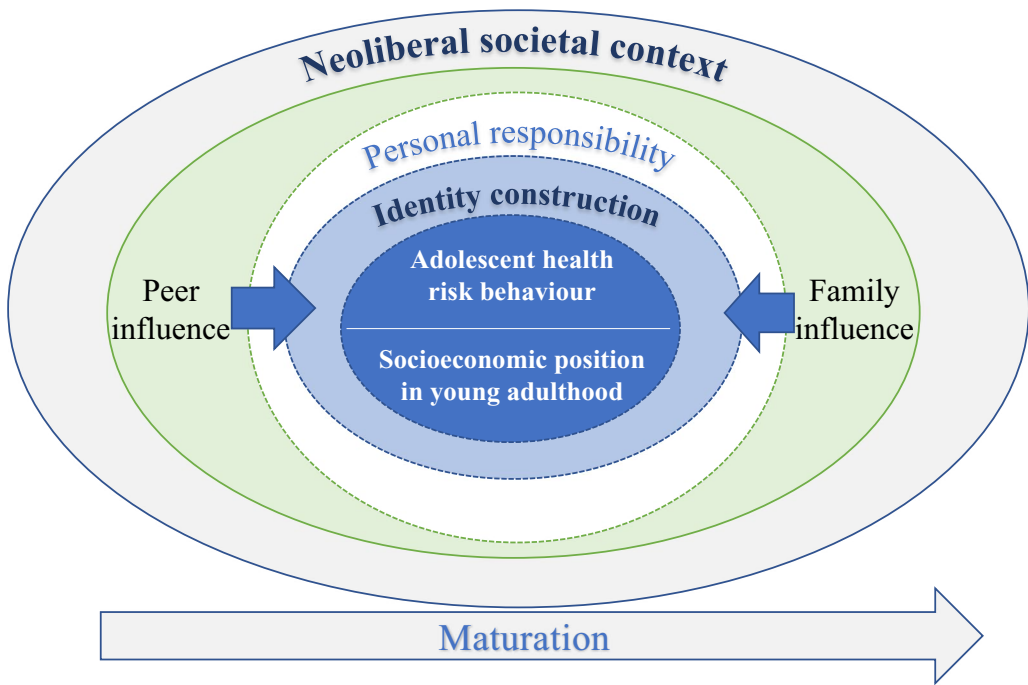 Neoliberal societal context
Personal responsibility
Identity construction
Adolescent health
risk behaviour
Peer
influence
Family
influence
Socioeconomic position
in young adulthood
Maturation